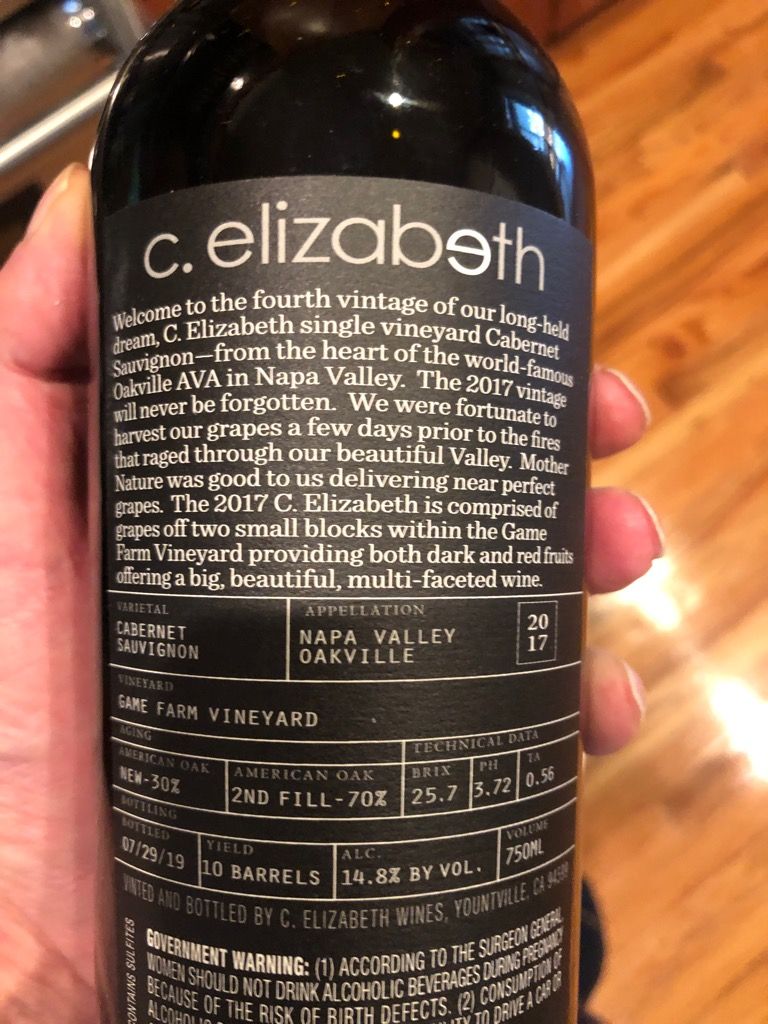 c. elizabeth
Welcome to the fourth vintage of our long-held
dream, C. Elizabeth single vineyard Cabernet
Sauvignon—from the heart of the world-famous
Oakville AVA in Napa Valley. The 2017 vintage
will never be forgotten. We were fortunate to
harvest our grapes a few days prior to the fires
that raged through our beautiful Valley. Mother
Nature was good to us delivering near perfect
grapes. The 2017 C. Elizabeth is comprised of
grapes off two small blocks within the Game
Farm Vineyard providing both dark and red fruits
offering a big, beautiful, multi-faceted wine.
VARIETAL
CABERNET
SAUVIGNON
APPELLATION
NAPA VALLEY
OAKVILLE
20
17
VINEYARD
GAME FARM VINEYARD
AGING
AMERICAN OAK
NEW-30%
AMERICAN OAK
2ND FILL-70%
TECHNICAL DATA
BRIX
25.7
PH
3.72
TA
0.56
BOTTLING
BOTTLED
07/29/19
YIELD
10 BARRELS
ALC.
14.8% BY VOL.
VOLUME
750ML
VINTED AND BOTTLED BY C. ELIZABETH WINES, YOUNTVILLE, CA 94599
CONTAINS SULFITES
GOVERNMENT WARNING: (1) ACCORDING TO THE SURGEON GENERAL,
WOMEN SHOULD NOT DRINK ALCOHOLIC BEVERAGES DURING PREGNANCY
BECAUSE OF THE RISK OF BIRTH DEFECTS. (2) CONSUMPTION OF
ALCOHOLIC TO DRIVE A CAR OR